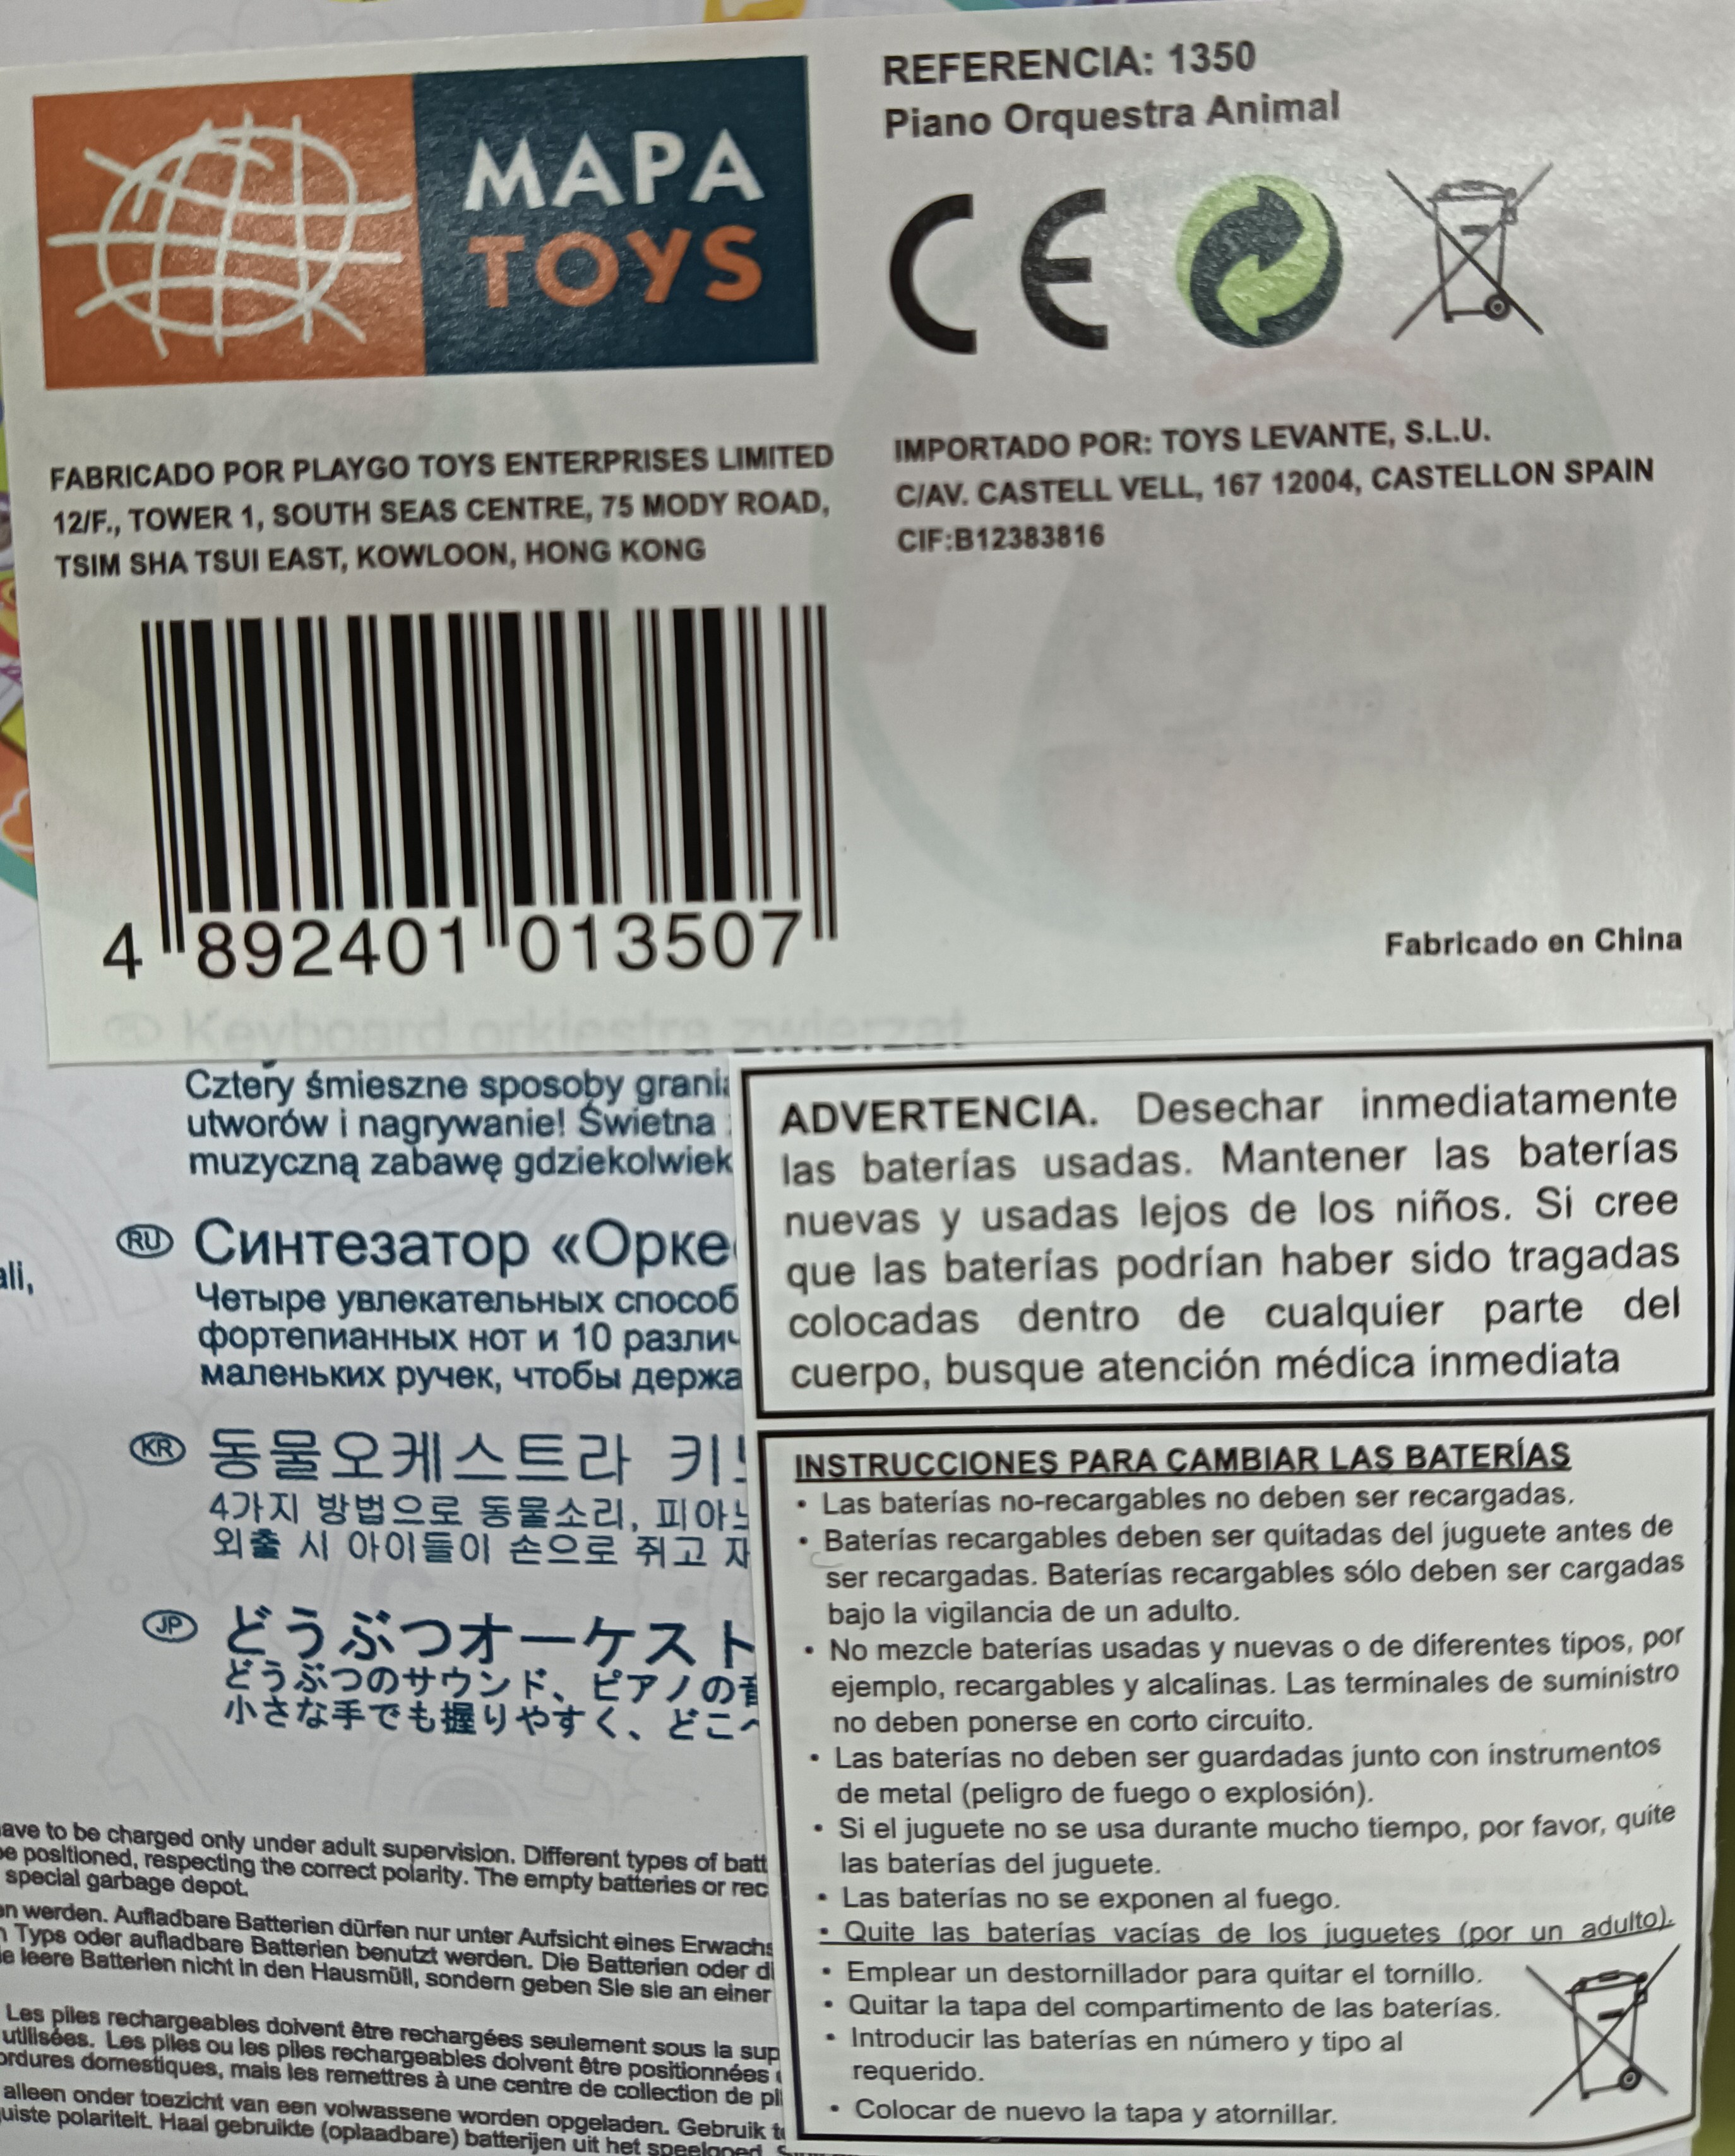 MAPA
TOYS
REFERENCIA: 1350
Piano Orquestra Animal
CE
FABRICADO POR PLAYGO TOYS ENTERPRISES LIMITED
12/F., TOWER 1, SOUTH SEAS CENTRE, 75 MODY ROAD,
TSIM SHA TSUI EAST, KOWLOON, HONG KONG
IMPORTADO POR: TOYS LEVANTE, S.L.U.
C/AV. CASTELL VELL, 167 12004, CASTELLON SPAIN
CIF:B12383816
4 892401 013507
Fabricado en China
Keyboard orkiestra zwierzat
Cztery śmieszne sposoby
utworów i nagrywanie! Świetna
muzyczną zabawę gdziekolwiek
RU Синтезатор «Орке
Четыре увлекательных способ
фортепианных нот и 10 разли
маленьких ручек, чтобы держа
ali,
KR 동물오케스트라 키
4가지 방법으로 동물소리, 피아
외출 시 아이들이 손으로 쥐고
JP どうぶつオーケスト
どうぶつのサウンド、ピアノの
小さな手でも握りやすく、どこへ
ave to be charged only under adult supervision. Different types of batt
e positioned, respecting the correct polarity. The empty batteries or rec
special garbage depot.
en werden. Aufladbare Batterien dürfen nur unter Aufsicht eines Erwachs
n Typs oder aufladbare Batterien benutzt werden. Die Batterien oder di
e leere Batterien nicht in den Hausmüll, sondern geben Sie sie an einer
Les piles rechargeables doivent être rechargées seulement sous la sup
utilisées. Les piles ou les piles rechargeables doivent être positionnées
ordures domestiques, mais les remettres à une centre de collection de pi
alleen onder toezicht van een volwassene worden opgeladen. Gebruik
uiste polariteit. Haal gebruikte (oplaadbare) batterijen uit het speelgoed.
ADVERTENCIA. Desechar inmediatamente
las baterías usadas. Mantener las baterías
nuevas y usadas lejos de los niños. Si cree
que las baterías podrían haber sido tragadas
colocadas dentro de cualquier parte del
cuerpo, busque atención médica inmediata
INSTRUCCIONES PARA CAMBIAR LAS BATERÍAS
• Las baterías no-recargables no deben ser recargadas.
• Baterías recargables deben ser quitadas del juguete antes de
ser recargadas. Baterías recargables sólo deben ser cargadas
bajo la vigilancia de un adulto.
• No mezcle baterías usadas y nuevas o de diferentes tipos, por
ejemplo, recargables y alcalinas. Las terminales de suministro
no deben ponerse en corto circuito.
• Las baterías no deben ser guardadas junto con instrumentos
de metal (peligro de fuego o explosión).
• Si el juguete no se usa durante mucho tiempo, por favor, quite
las baterías del juguete.
• Las baterías no se exponen al fuego.
• Quite las baterías vacías de los juguetes (por un adulto).
• Emplear un destornillador para quitar el tornillo.
• Quitar la tapa del compartimento de las baterías.
• Introducir las baterías en número y tipo al
requerido.
• Colocar de nuevo la tapa y atornillar.